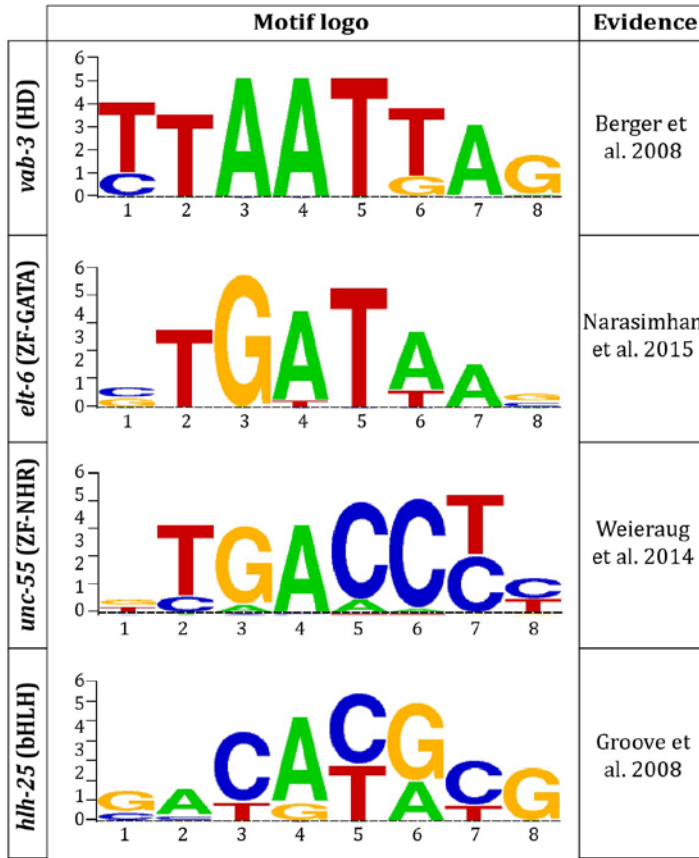 Motif logo Evidence
vab-3 (HD)
6
5
4
3
2
1
0
T C T A A T T G A G
1 2 3 4 5 6 7 8
Berger et
al. 2008
elt-6 (ZF-GATA)
6
5
4
3
2
1
0
C G T G A T T A T A G C
1 2 3 4 5 6 7 8
Narasimhan
et al. 2015
unc-55 (ZF-NHR)
6
5
4
3
2
1
0
G T T C G A A C A C T C C T
1 2 3 4 5 6 7 8
Weieraug
et al. 2014
hlh-25 (bHLH)
6
5
4
3
2
1
0
G C A C C T A G C T G A C T G
1 2 3 4 5 6 7 8
Groove et
al. 2008